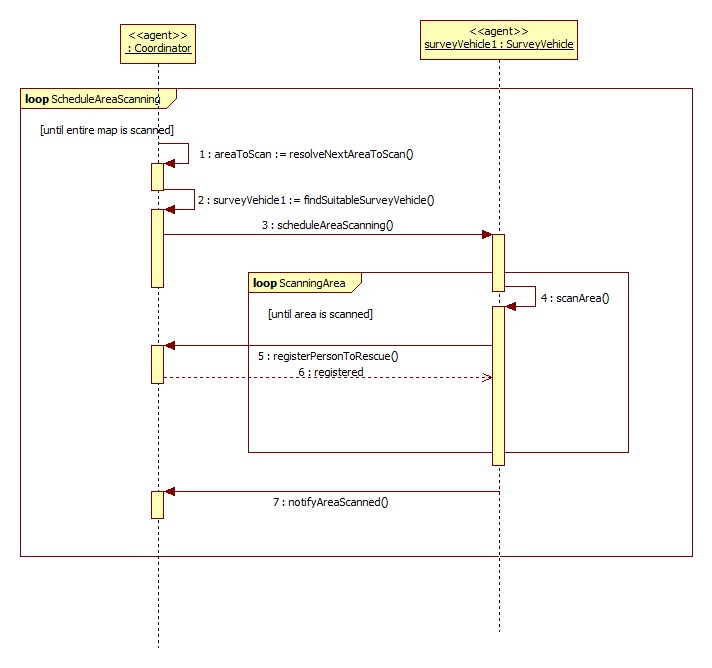 <<agent>>
: Coordinator
<<agent>>
surveyVehicle1 : SurveyVehicle
loop ScheduleAreaScanning
[until entire map is scanned]
1 : areaToScan := resolveNextAreaToScan()
2 : surveyVehicle1 := findSuitableSurveyVehicle()
3 : scheduleAreaScanning()
loop ScanningArea
4 : scanArea()
[until area is scanned]
5 : registerPersonToRescue()
6 : registered
7 : notifyAreaScanned()